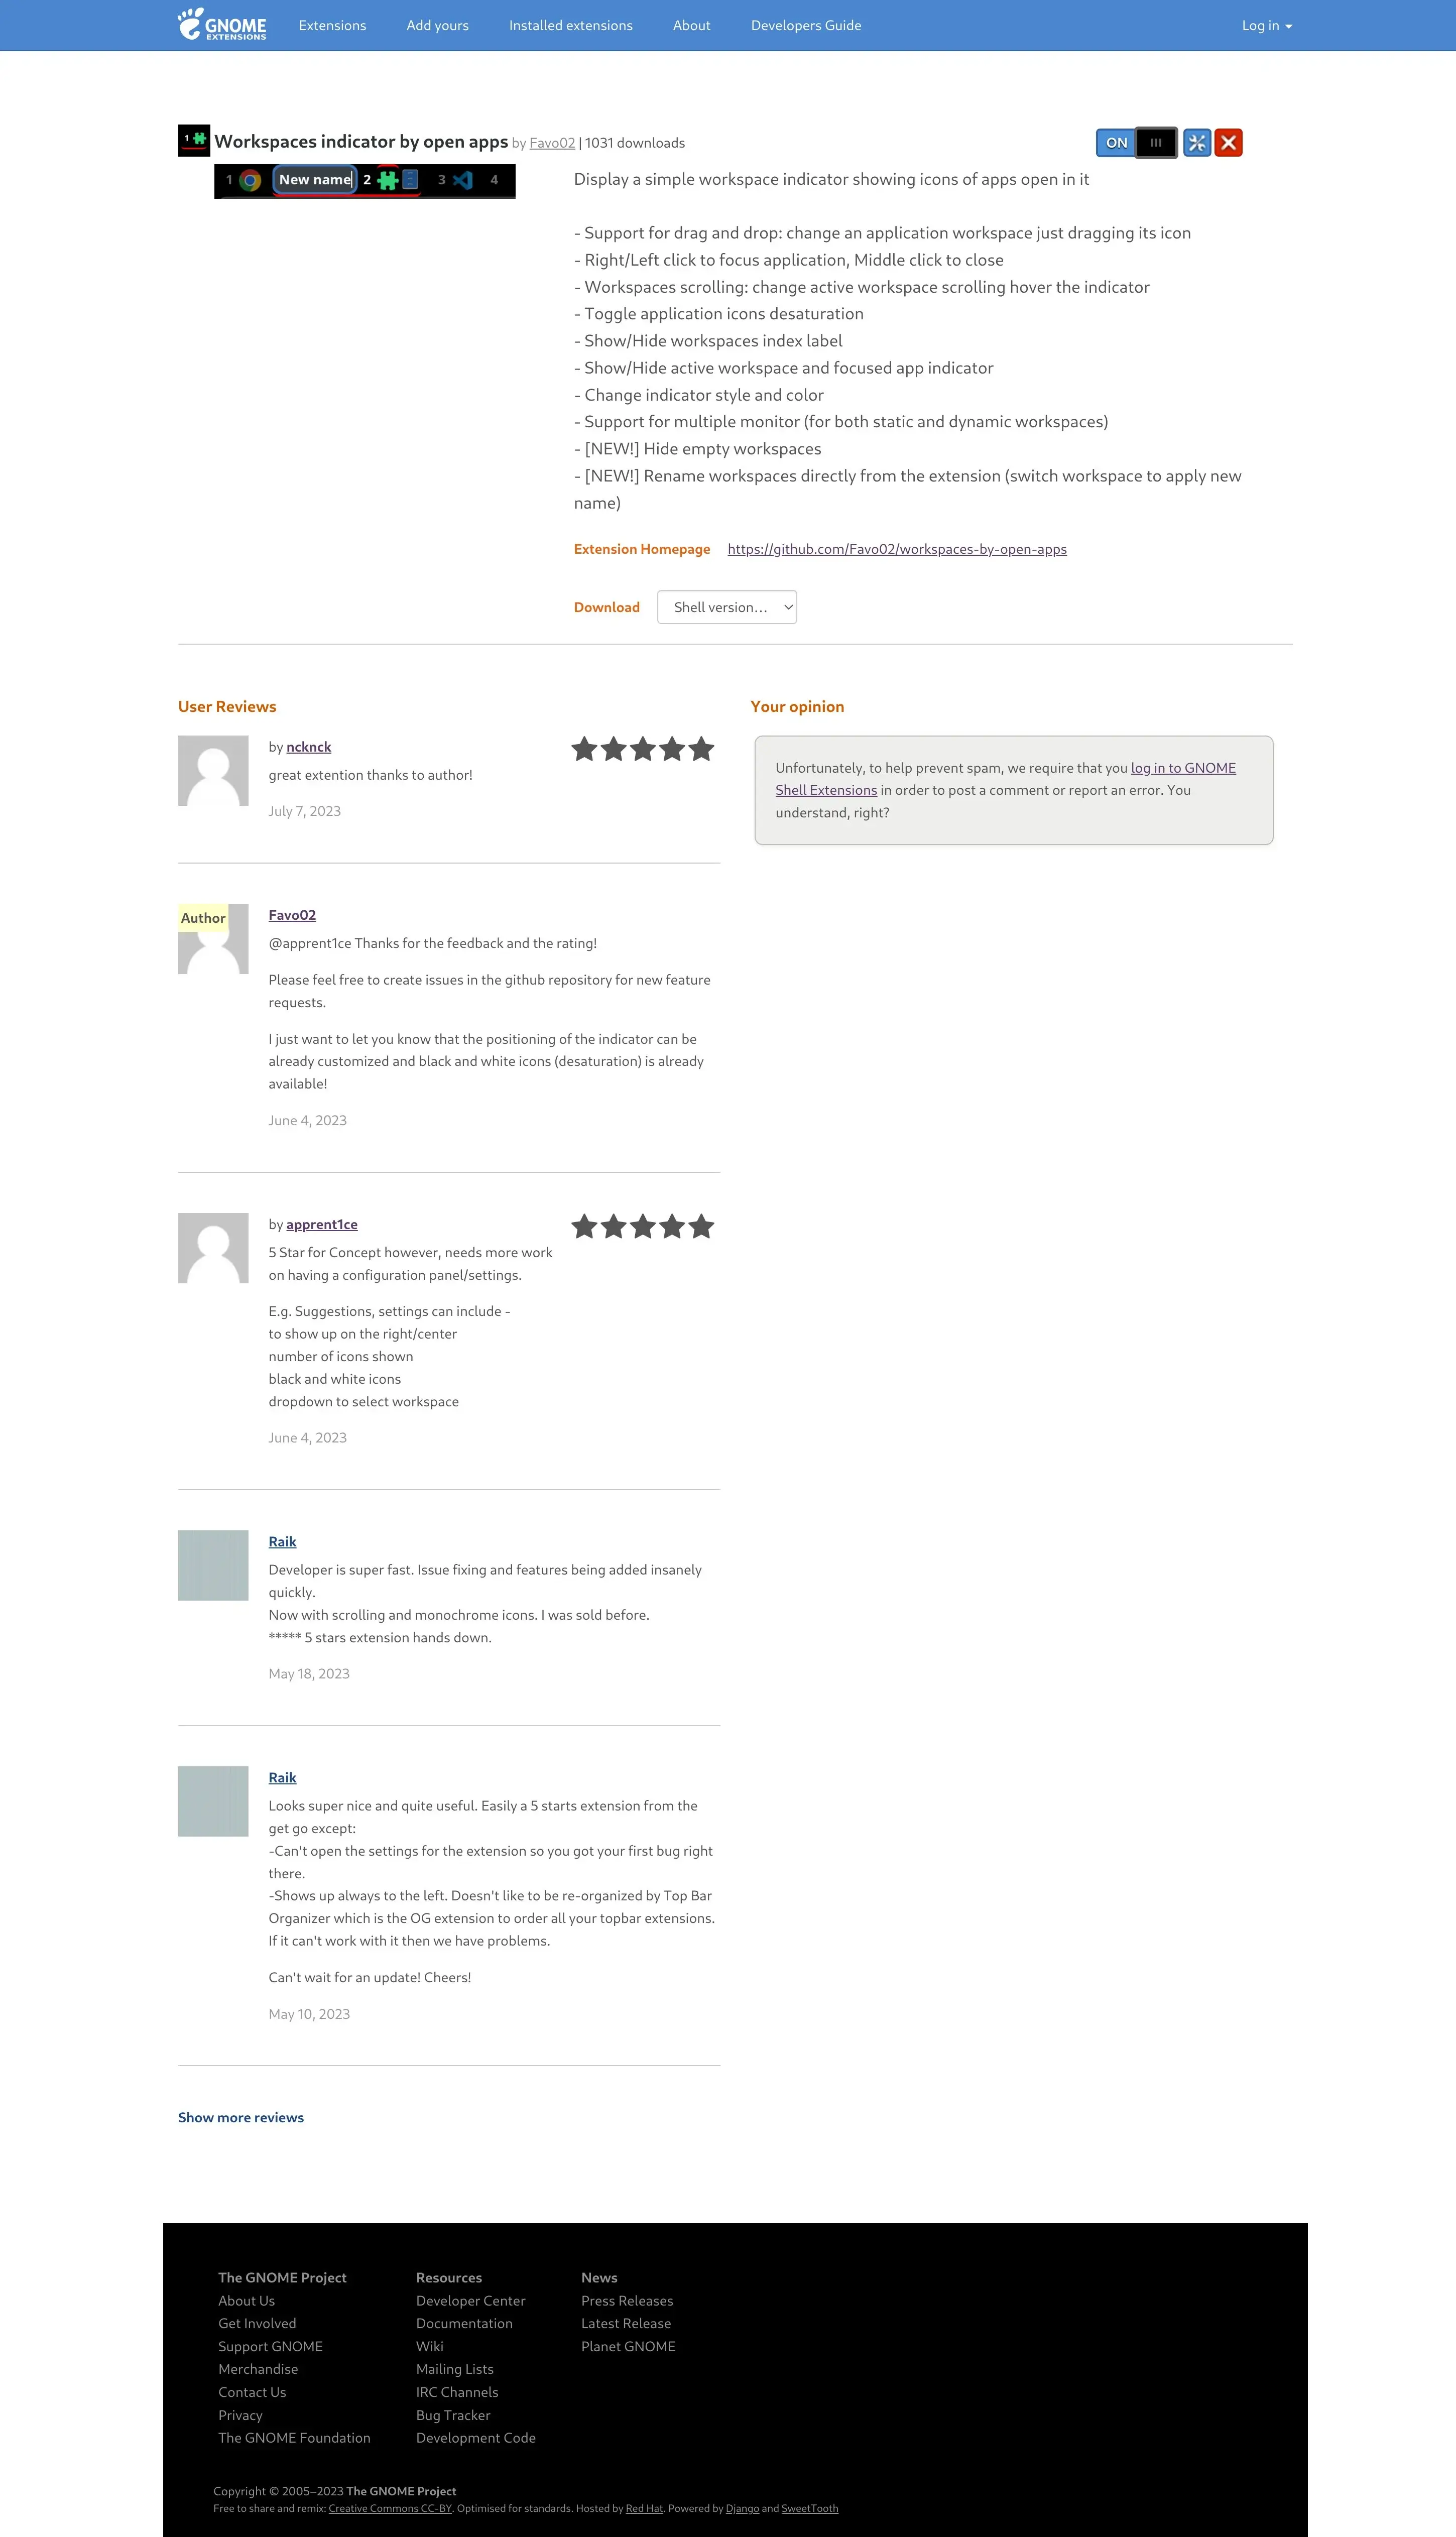 GNOME
EXTENSIONS
Extensions
Add yours
Installed extensions
About
Developers Guide
Log in
1
Workspaces indicator by open apps by Favo02 | 1031 downloads
ON
1 New name 2 3 4
Display a simple workspace indicator showing icons of apps open in it
- Support for drag and drop: change an application workspace just dragging its icon
- Right/Left click to focus application, Middle click to close
- Workspaces scrolling: change active workspace scrolling hover the indicator
- Toggle application icons desaturation
- Show/Hide workspaces index label
- Show/Hide active workspace and focused app indicator
- Change indicator style and color
- Support for multiple monitor (for both static and dynamic workspaces)
- [NEW!] Hide empty workspaces
- [NEW!] Rename workspaces directly from the extension (switch workspace to apply new
name)
Extension Homepage https://github.com/Favo02/workspaces-by-open-apps
Download Shell version...
User Reviews
by ncknck
great extention thanks to author!
July 7, 2023
Author
Favo02
@apprent1ce Thanks for the feedback and the rating!
Please feel free to create issues in the github repository for new feature
requests.
I just want to let you know that the positioning of the indicator can be
already customized and black and white icons (desaturation) is already
available!
June 4, 2023
by apprent1ce
5 Star for Concept however, needs more work
on having a configuration panel/settings.
E.g. Suggestions, settings can include -
to show up on the right/center
number of icons shown
black and white icons
dropdown to select workspace
June 4, 2023
Raik
Developer is super fast. Issue fixing and features being added insanely
quickly.
Now with scrolling and monochrome icons. I was sold before.
***** 5 stars extension hands down.
May 18, 2023
Raik
Looks super nice and quite useful. Easily a 5 starts extension from the
get go except:
-Can't open the settings for the extension so you got your first bug right
there.
-Shows up always to the left. Doesn't like to be re-organized by Top Bar
Organizer which is the OG extension to order all your topbar extensions.
If it can't work with it then we have problems.
Can't wait for an update! Cheers!
May 10, 2023
Show more reviews
Your opinion
Unfortunately, to help prevent spam, we require that you log in to GNOME
Shell Extensions in order to post a comment or report an error. You
understand, right?
The GNOME Project
About Us
Get Involved
Support GNOME
Merchandise
Contact Us
Privacy
The GNOME Foundation
Resources
Developer Center
Documentation
Wiki
Mailing Lists
IRC Channels
Bug Tracker
Development Code
News
Press Releases
Latest Release
Planet GNOME
Copyright © 2005–2023 The GNOME Project
Free to share and remix: Creative Commons CC-BY. Optimised for standards. Hosted by Red Hat. Powered by Django and SweetTooth